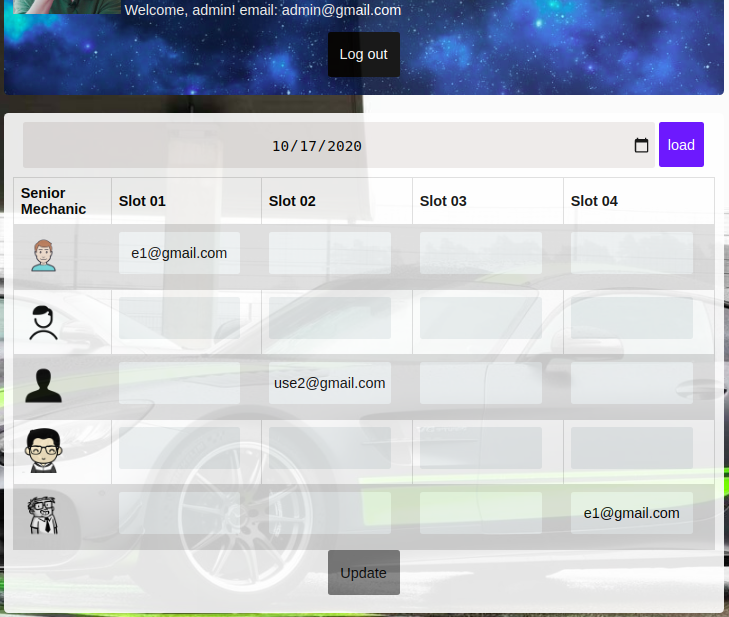 Welcome, admin! email: admin@gmail.com
Log out
10/17/2020
load
Senior
Mechanic
Slot 01
Slot 02
Slot 03
Slot 04
e1@gmail.com
use2@gmail.com
e1@gmail.com
Update